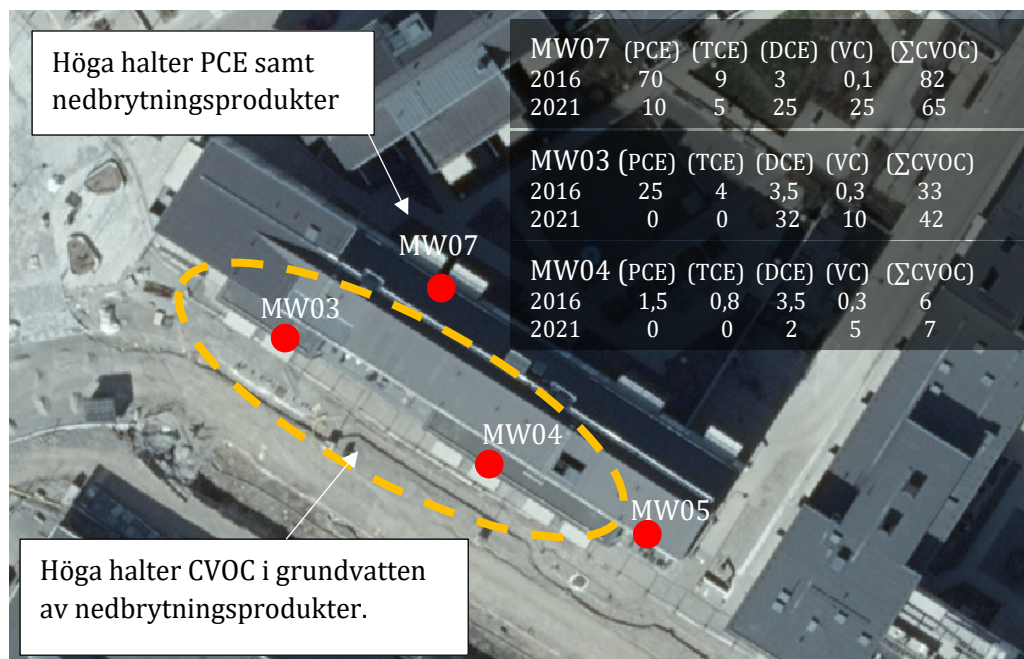 Höga halter PCE samt
nedbrytningsprodukter
MW07 (PCE) (TCE) (DCE) (VC) (∑CVOC)
2016 70 9 3 0,1 82
2021 10 5 25 25 65
MW03 (PCE) (TCE) (DCE) (VC) (∑CVOC)
2016 25 4 3,5 0,3 33
2021 0 0 32 10 42
MW04 (PCE) (TCE) (DCE) (VC) (∑CVOC)
2016 1,5 0,8 3,5 0,3 6
2021 0 0 2 5 7
MW07
MW03
MW04
MW05
Höga halter CVOC i grundvatten
av nedbrytningsprodukter.